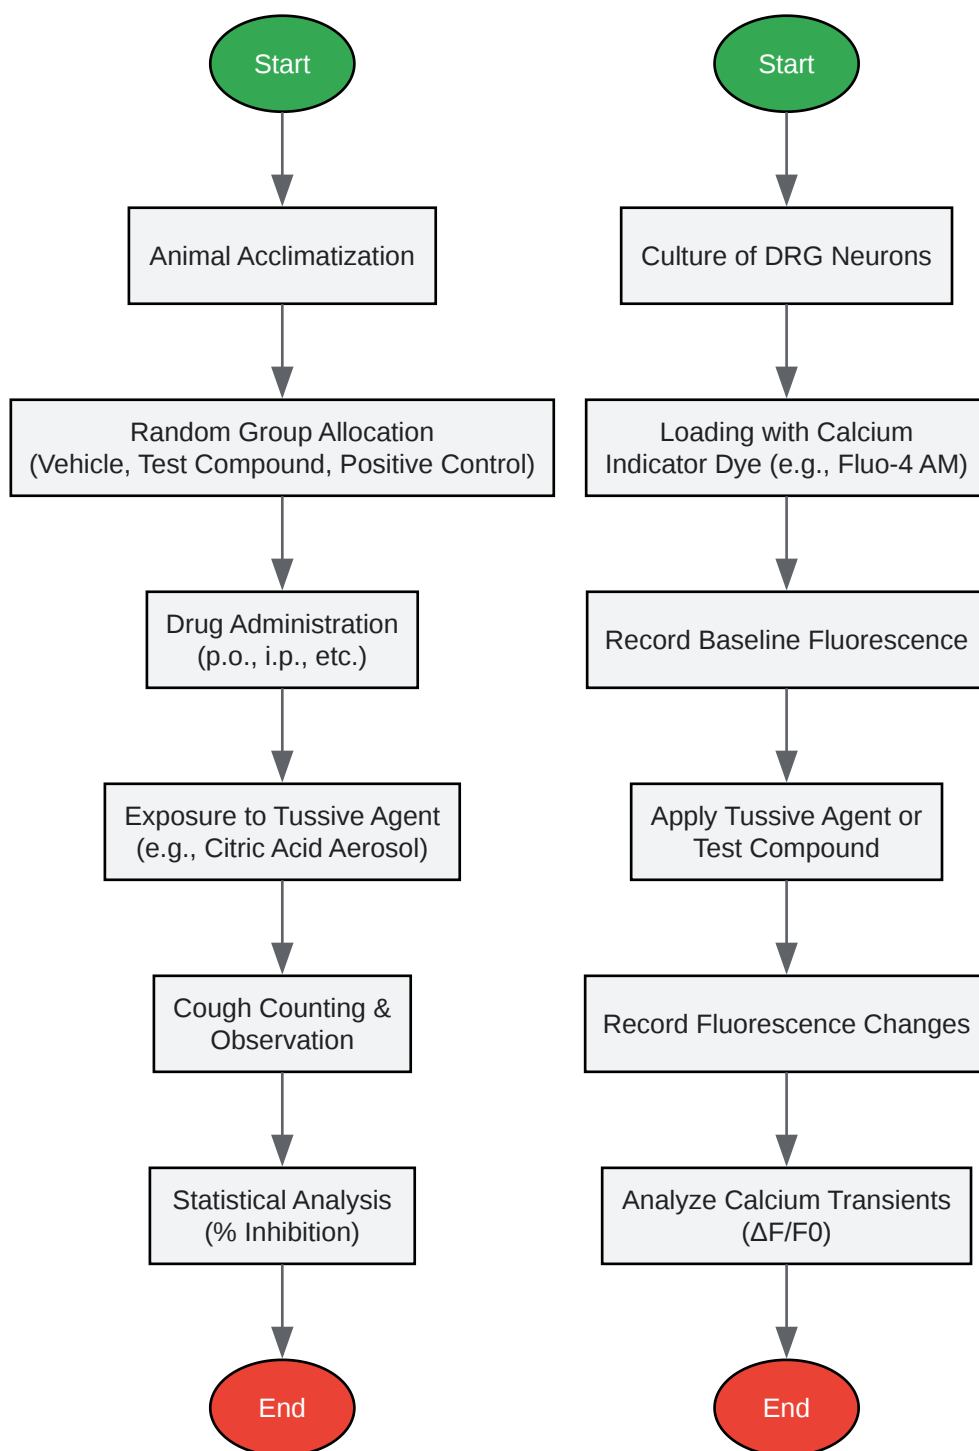 Start
Animal Acclimatization
Random Group Allocation
(Vehicle, Test Compound, Positive Control)
Drug Administration
(p.o., i.p., etc.)
Exposure to Tussive Agent
(e.g., Citric Acid Aerosol)
Cough Counting &
Observation
Statistical Analysis
(% Inhibition)
End
Start
Culture of DRG Neurons
Loading with Calcium
Indicator Dye (e.g., Fluo-4 AM)
Record Baseline Fluorescence
Apply Tussive Agent or
Test Compound
Record Fluorescence Changes
Analyze Calcium Transients
(ΔF/F0)
End